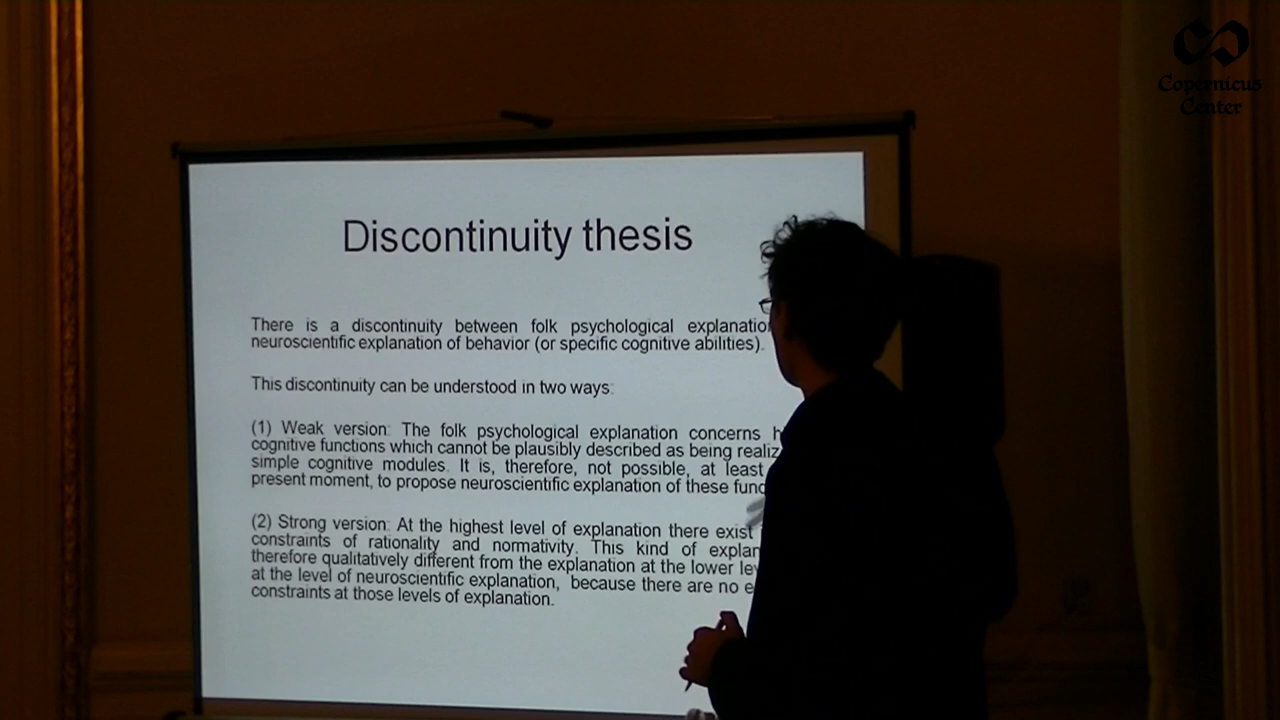 Copernicus
Center
Discontinuity thesis
There is a discontinuity between folk psychological
neuroscientific explanation of behavior (or specific cognitive abilities).
This discontinuity can be understood in two ways:
(1) Weak version: The folk psychological explanation concerns
cognitive functions which cannot be plausibly described as being
simple cognitive modules. It is, therefore, not possible, at least
present moment, to propose neuroscientific explanation of these
(2) Strong version: At the highest level of explanation there exist
constraints of rationality and normativity. This kind of
therefore qualitatively different from the explanation at the lower
at the level of neuroscientific explanation, because there are no
constraints at those levels of explanation.